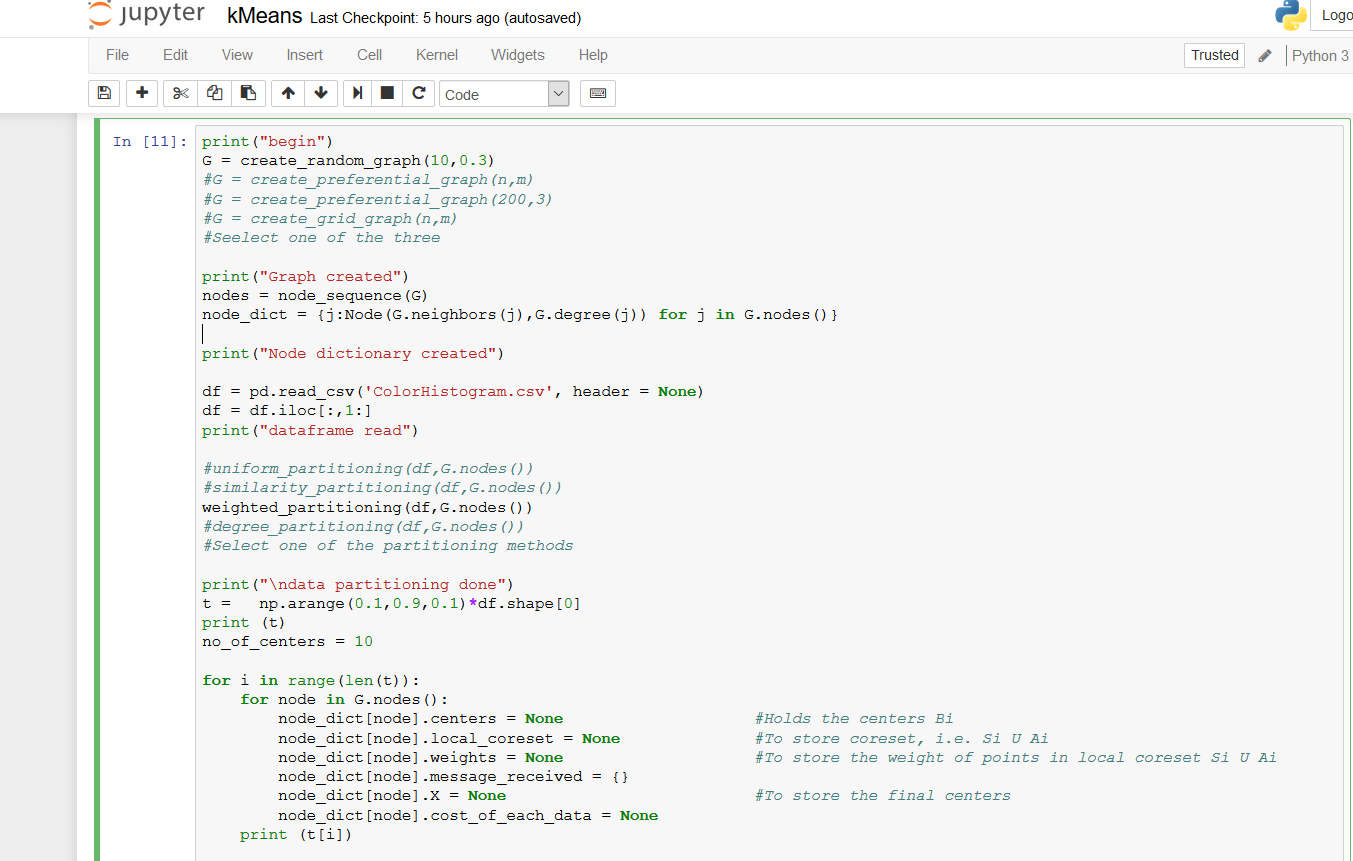 jupyter kMeans Last Checkpoint: 5 hours ago (autosaved) Logo
File Edit View Insert Cell Kernel Widgets Help Trusted Python 3
Code
In [11]: print("begin")
G = create_random_graph(10,0.3)
#G = create_preferential_graph(n,m)
#G = create_preferential_graph(200,3)
#G = create_grid_graph(n,m)
#Seelect one of the three
print("Graph created")
nodes = node_sequence(G)
node_dict = {j:Node(G.neighbors(j),G.degree(j)) for j in G.nodes()}
print("Node dictionary created")
df = pd.read_csv('ColorHistogram.csv', header = None)
df = df.iloc[:,1:]
print("dataframe read")
#uniform_partitioning(df,G.nodes())
#similarity_partitioning(df,G.nodes())
weighted_partitioning(df,G.nodes())
#degree_partitioning(df,G.nodes())
#Select one of the partitioning methods
print("\ndata partitioning done")
t =   np.arange(0.1,0.9,0.1)*df.shape[0]
print (t)
no_of_centers = 10
for i in range(len(t)):
    for node in G.nodes():
        node_dict[node].centers = None                    #Holds the centers Bi
        node_dict[node].local_coreset = None              #To store coreset, i.e. Si U Ai
        node_dict[node].weights = None                    #To store the weight of points in local coreset Si U Ai
        node_dict[node].message_received = {}
        node_dict[node].X = None                          #To store the final centers
        node_dict[node].cost_of_each_data = None
    print (t[i])